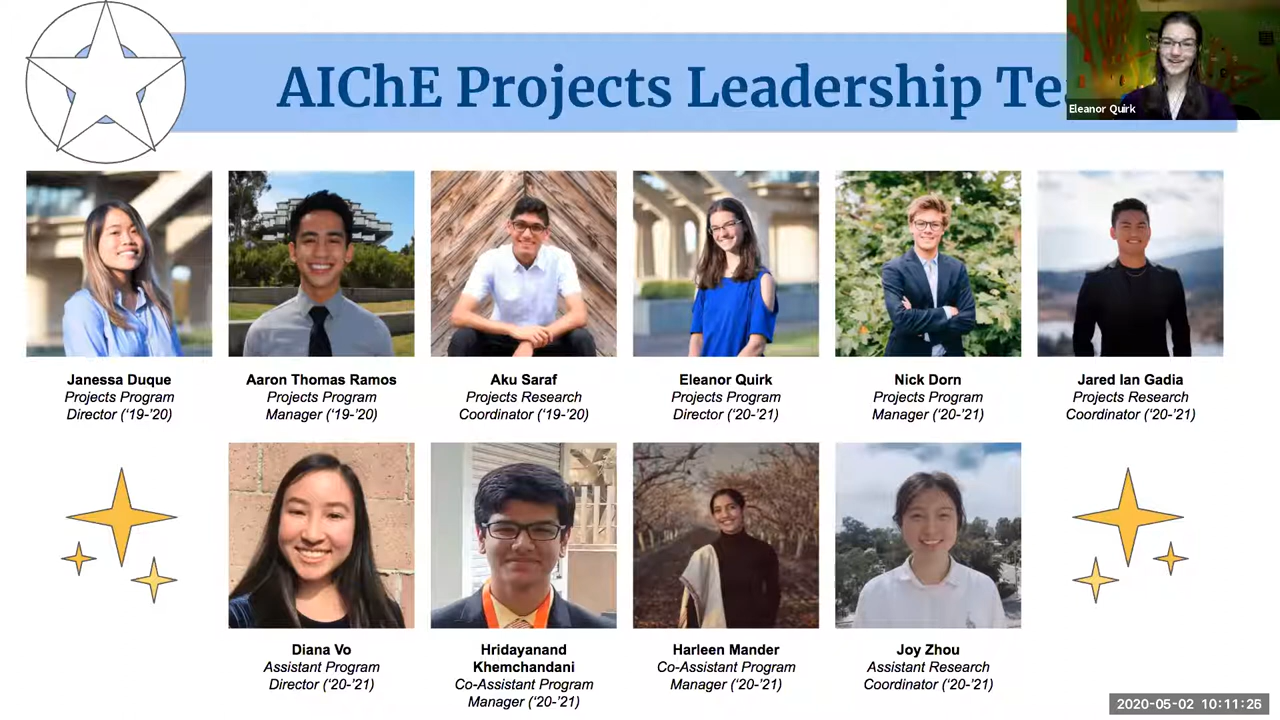 AIChE Projects Leadership Te
Eleanor Quirk
Janessa Duque
Projects Program
Director (‘19-’20)
Aaron Thomas Ramos
Projects Program
Manager (‘19-’20)
Aku Saraf
Projects Research
Coordinator (‘19-’20)
Eleanor Quirk
Projects Program
Director (‘20-’21)
Nick Dorn
Projects Program
Manager (‘20-’21)
Jared Ian Gadia
Projects Research
Coordinator (‘20-’21)
Diana Vo
Assistant Program
Director (‘20-’21)
Hridayanand
Khemchandani
Co-Assistant Program
Manager (‘20-’21)
Harleen Mander
Co-Assistant Program
Manager (‘20-’21)
Joy Zhou
Assistant Research
Coordinator (‘20-’21)
2020-05-02 10:11:26